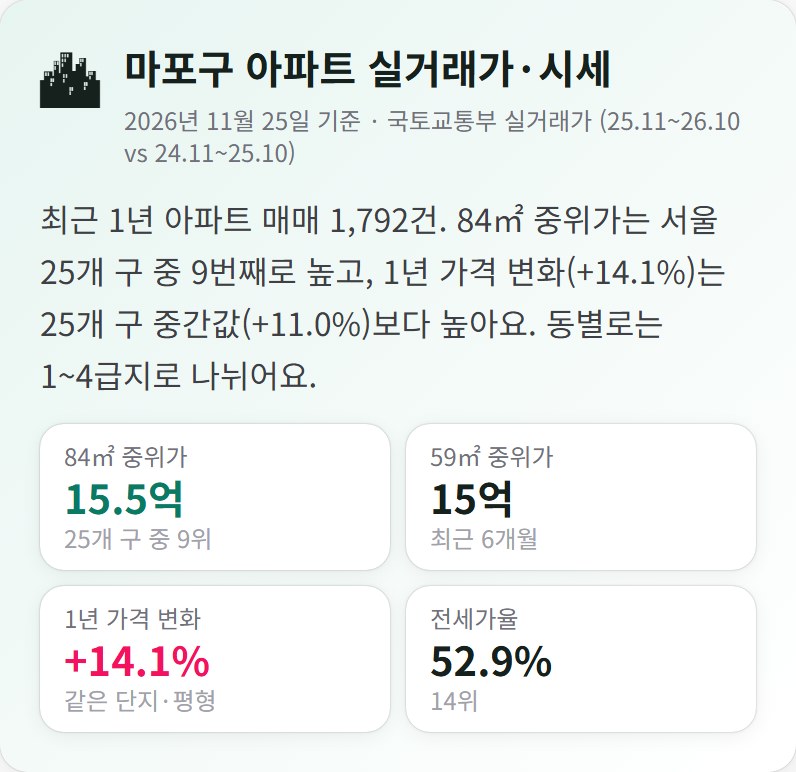 마포구 아파트 실거래가·시세
2026년 11월 25일 기준 · 국토교통부 실거래가 (25.11~26.10
vs 24.11~25.10)
최근 1년 아파트 매매 1,792건. 84㎡ 중위가는 서울
25개 구 중 9번째로 높고, 1년 가격 변화(+14.1%)는
25개 구 중간값(+11.0%)보다 높아요. 동별로는
1~4급지로 나뉘어요.
84㎡ 중위가
15.5억
25개 구 중 9위
59㎡ 중위가
15억
최근 6개월
1년 가격 변화
+14.1%
같은 단지·평형
전세가율
52.9%
14위